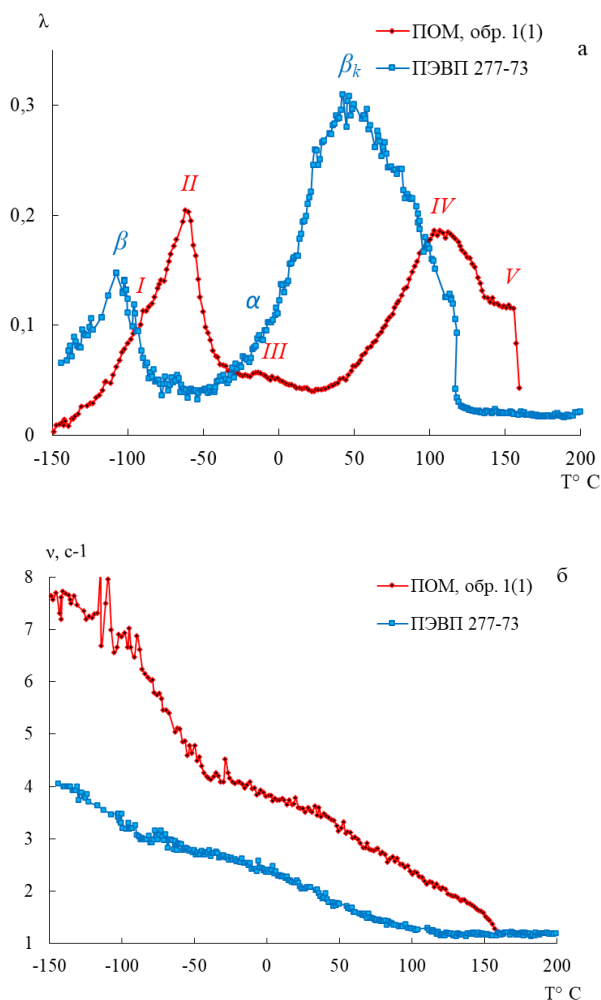 λ
ПОМ, обр. 1(1)
а
ПЭВП 277-73
βk
0,3
II
0,2
IV
β
I
V
α
0,1
III
0
-150 -100 -50 0 50 100 150 200
T° C
ν, с-1
б
8
ПОМ, обр. 1(1)
7
ПЭВП 277-73
6
5
4
3
2
1
-150 -100 -50 0 50 100 150 200
T° C